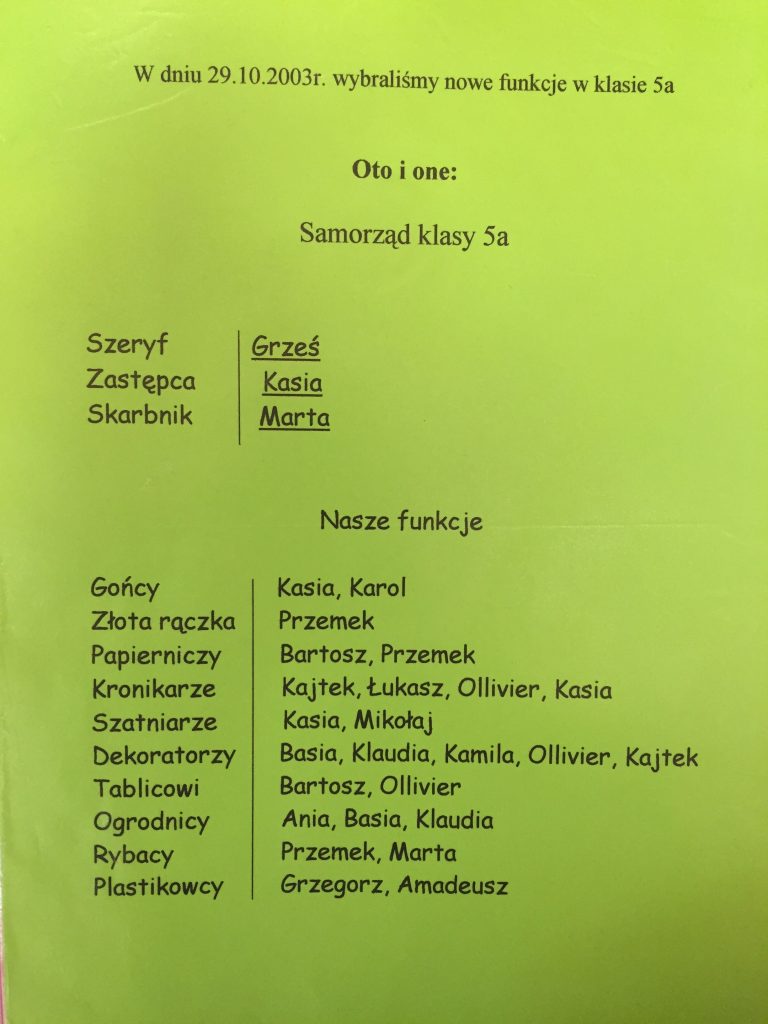 W dniu 29.10.2003r. wybraliśmy nowe funkcje w klasie 5a
Oto i one:
Samorząd klasy 5a
Szeryf Grześ
Zastępca Kasia
Skarbnik Marta
Nasze funkcje
Gońcy Kasia, Karol
Złota rączka Przemek
Papierniczy Bartosz, Przemek
Kronikarze Kajtek, Łukasz, Ollivier, Kasia
Szatniarze Kasia, Mikołaj
Dekoratorzy Basia, Klaudia, Kamila, Ollivier, Kajtek
Tablicowi Bartosz, Ollivier
Ogrodnicy Ania, Basia, Klaudia
Rybacy Przemek, Marta
Plastikowcy Grzegorz, Amadeusz